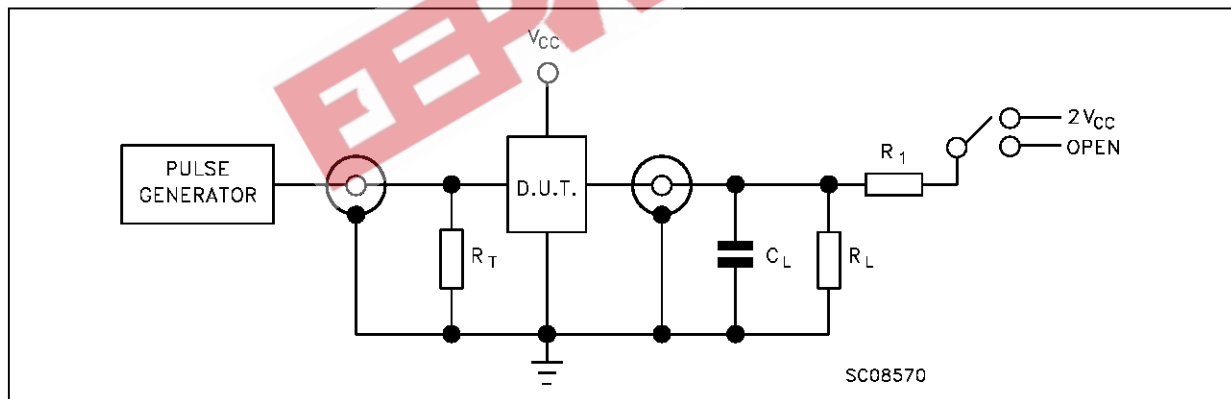 VCC
2VCC
OPEN
R1
PULSE
GENERATOR
D.U.T.
RT
CL
RL
SC08570